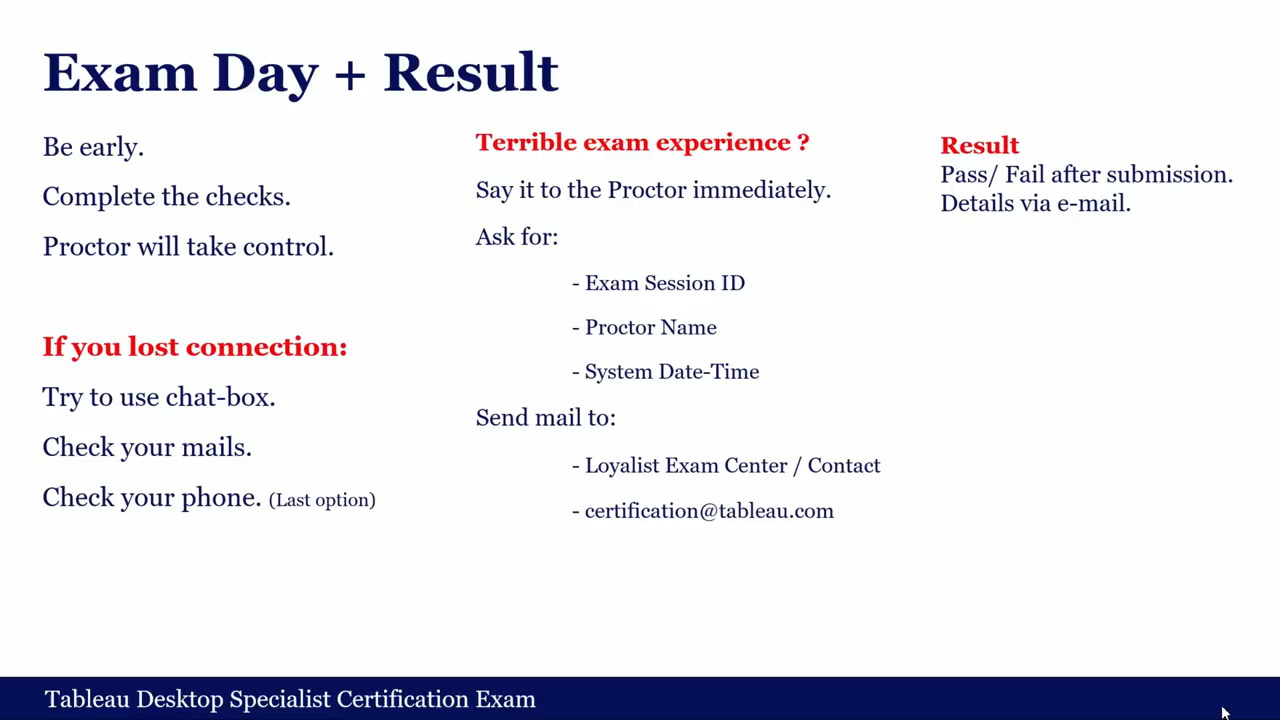 Exam Day + Result
Be early.
Complete the checks.
Proctor will take control.
If you lost connection:
Try to use chat-box.
Check your mails.
Check your phone. (Last option)
Terrible exam experience ?
Say it to the Proctor immediately.
Ask for:
- Exam Session ID
- Proctor Name
- System Date-Time
Send mail to:
- Loyalist Exam Center / Contact
- certification@tableau.com
Result
Pass/ Fail after submission.
Details via e-mail.
Tableau Desktop Specialist Certification Exam